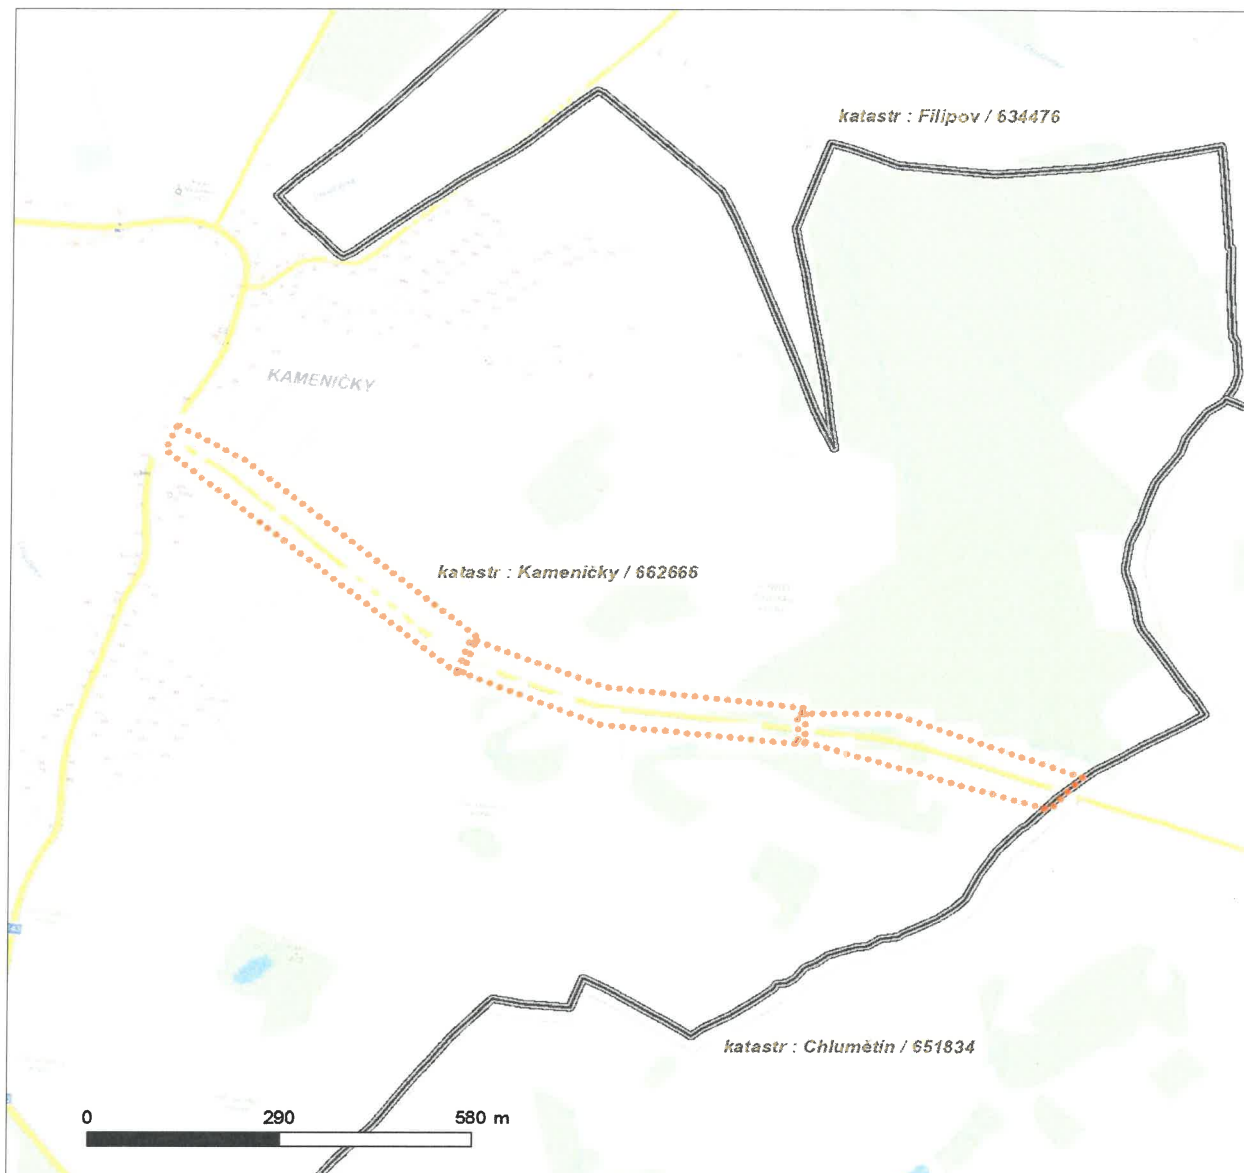 katastr : Filipov / 634476
KAMENIČKY
katastr : Kameničky / 662666
katastr : Chlumětín / 651834
0 290 580 m